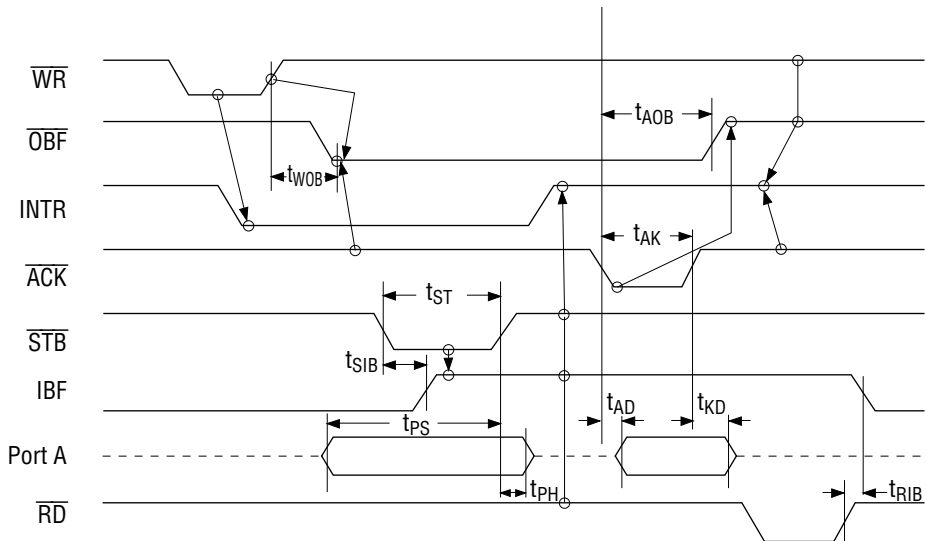 WR
OBF
tAOB
tWOB
INTR
tAK
ACK
tST
STB
tSIB
IBF
tAD
tKD
tPS
Port A
tPH
tRIB
RD